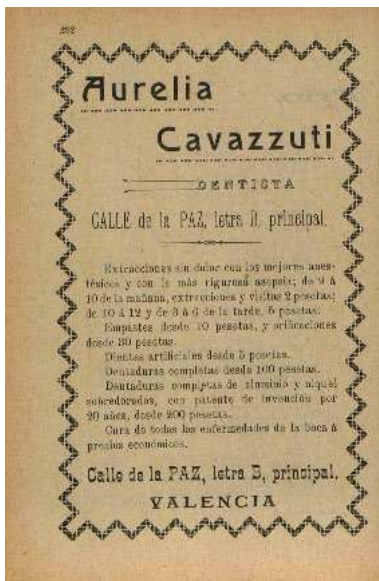 292
Aurelia
Cavazzuti
DENTISTA
CALLE de la PAZ, letra B, principal.
Extracciones sin dolor con los mejores anes-
tésicos y con la más rigurosa asepsia; de 9 á
10 de la mañana, extracciones y visitas 2 pesetas;
de 10 á 12 y de 3 á 6 de la tarde, 5 pesetas.
Empastes desde 10 pesetas, y orificaciones
desde 30 pesetas.
Dientes artificiales desde 5 pesetas.
Dentaduras completas desde 100 pesetas.
Dentaduras completas de aluminio y niquel
sobredorados, con patente de invención por
20 años, desde 200 pesetas.
Cura de todas las enfermedades de la boca á
precios económicos.
Calle de la PAZ, letra B, principal.
VALENCIA